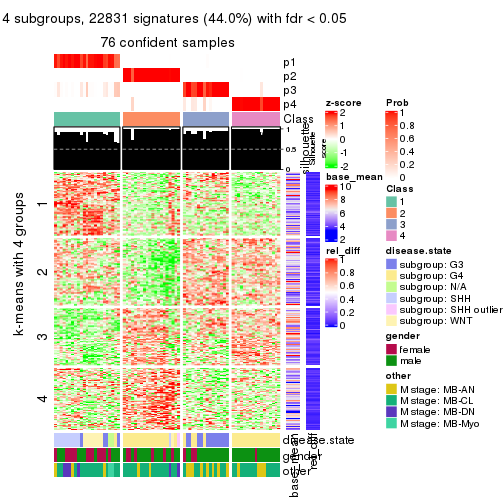 4 subgroups, 22831 signatures (44.0%) with fdr < 0.05
76 confident samples
p1
p2
p3
p4
Class
1
0.5
0
silhouette
score
Silhouette
k-means with 4 groups
1
2
3
4
disease.state
gender
other
base_mean
rel_diff
z-score
2
1
0
-1
-2
base_mean
10
8
6
4
2
rel_diff
1
0.8
0.6
0.4
0.2
0
Prob
1
0.8
0.6
0.4
0.2
0
Class
1
2
3
4
disease.state
subgroup: G3
subgroup: G4
subgroup: N/A
subgroup: SHH
subgroup: SHH outlier
subgroup: WNT
gender
female
male
other
M stage: MB-AN
M stage: MB-CL
M stage: MB-DN
M stage: MB-Myo